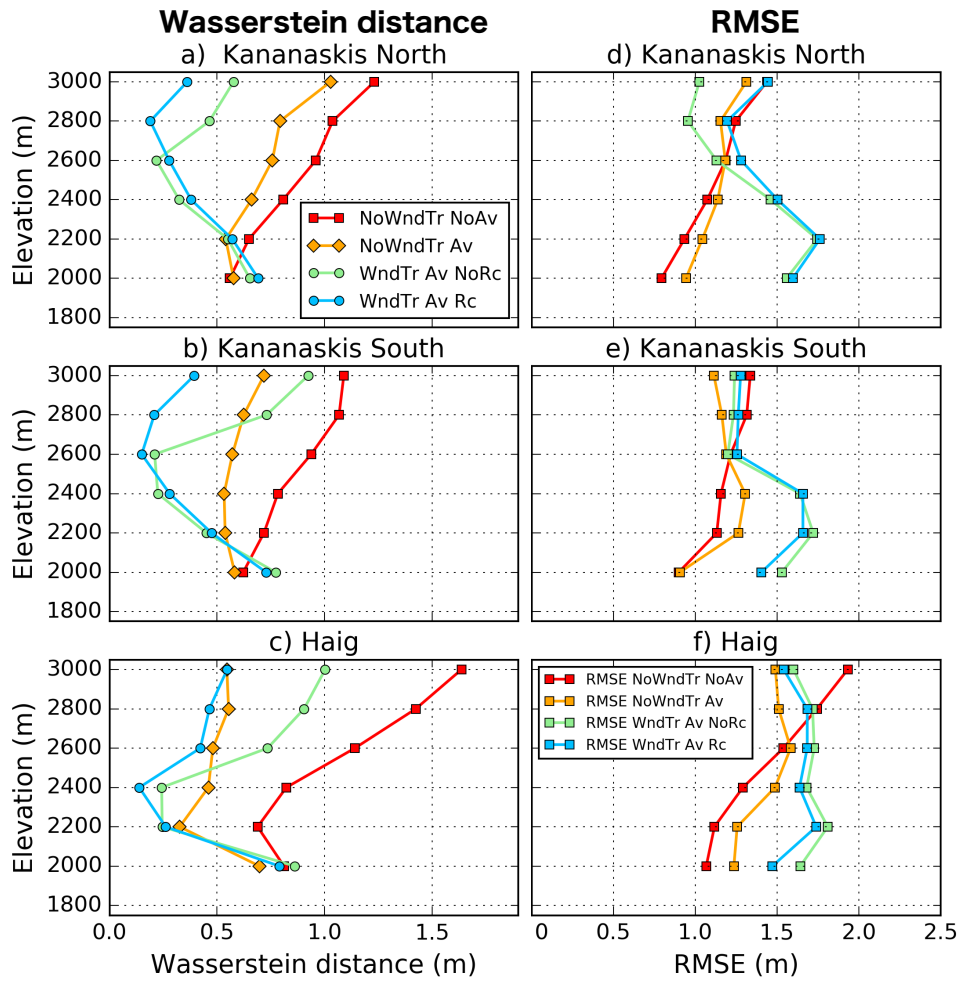 Wasserstein distance
RMSE
a) Kananaskis North
d) Kananaskis North
3000
2800
2600
2400
2200
2000
1800
Elevation (m)
NoWndTr NoAv
NoWndTr Av
WndTr Av NoRc
WndTr Av Rc
b) Kananaskis South
e) Kananaskis South
3000
2800
2600
2400
2200
2000
1800
Elevation (m)
c) Haig
f) Haig
3000
2800
2600
2400
2200
2000
1800
Elevation (m)
RMSE NoWndTr NoAv
RMSE NoWndTr Av
RMSE WndTr Av NoRc
RMSE WndTr Av Rc
0.0 0.5 1.0 1.5
0 1.0 1.5 2.0 2.5
Wasserstein distance (m)
RMSE (m)